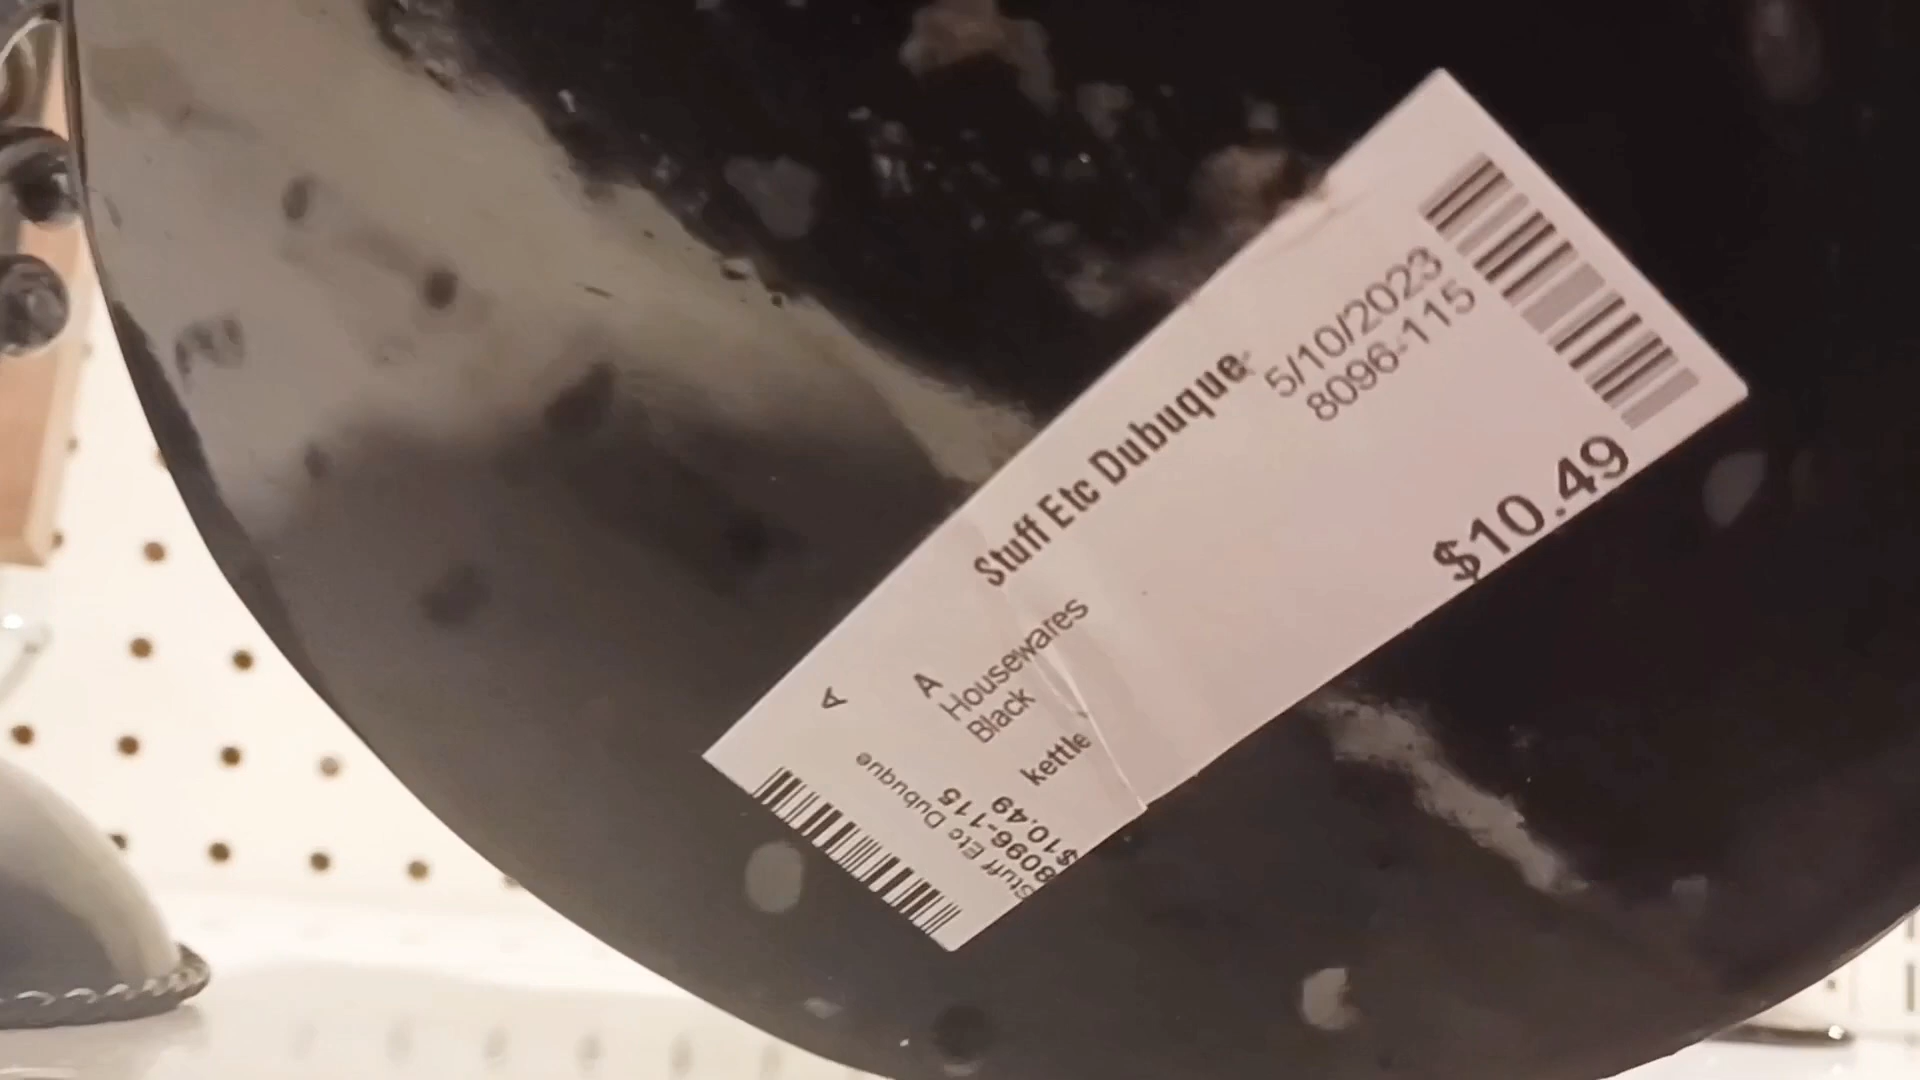 5/10/2023
8096-115
Stuff Etc Dubuque
$10.49
A
A
Housewares
Black
kettle
$10.49
8096-115
Stuff Etc Dubuque